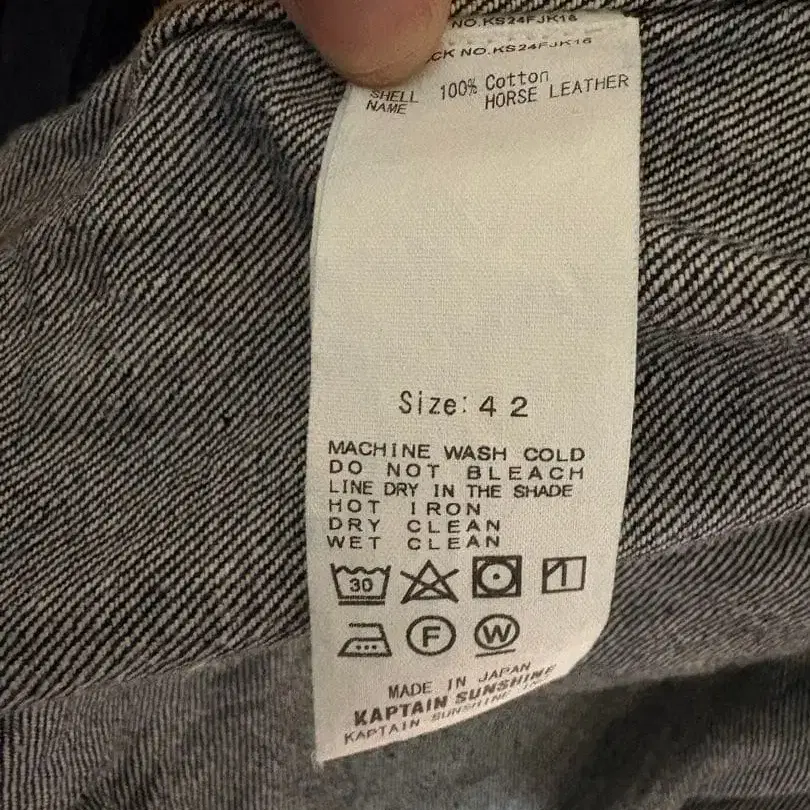 NO.KS24FJK16
CK NO.KS24FJK16
SHELL 100% Cotton
NAME HORSE LEATHER
Size: 42
MACHINE WASH COLD
DO NOT BLEACH
LINE DRY IN THE SHADE
HOT IRON
DRY CLEAN
WET CLEAN
30
F W
MADE IN JAPAN
KAPTAIN SUNSHINE
KAPTAIN SUNSHINE